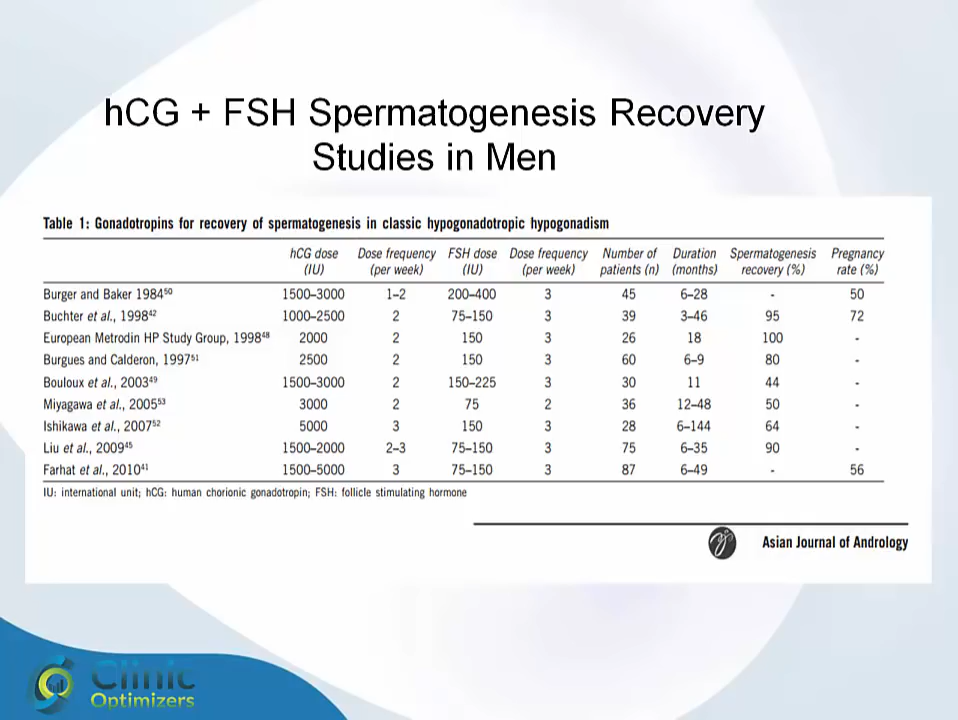 hCG + FSH Spermatogenesis Recovery
Studies in Men
Table 1: Gonadotropins for recovery of spermatogenesis in classic hypogonadotropic hypogonadism
hCG dose (IU) Dose frequency (per week) FSH dose (IU) Dose frequency (per week) Number of patients (n) Duration (months) Spermatogenesis recovery (%) Pregnancy rate (%)
Burger and Baker 1984⁵⁰ 1500–3000 1–2 200–400 3 45 6–28 - 50
Buchter et al., 1998⁴² 1000–2500 2 75–150 3 39 3–46 95 72
European Metrodin HP Study Group, 1998⁴⁸ 2000 2 150 3 26 18 100 -
Burgues and Calderon, 1997⁵¹ 2500 2 150 3 60 6–9 80 -
Bouloux et al., 2003⁴⁹ 1500–3000 2 150–225 3 30 11 44 -
Miyagawa et al., 2005⁵³ 3000 2 75 2 36 12–48 50 -
Ishikawa et al., 2007⁵² 5000 3 150 3 28 6–144 64 -
Liu et al., 2009⁴⁵ 1500–2000 2–3 75–150 3 75 6–35 90 -
Farhat et al., 2010⁴¹ 1500–5000 3 75–150 3 87 6–49 - 56
IU: international unit; hCG: human chorionic gonadotropin; FSH: follicle stimulating hormone
Asian Journal of Andrology
Clinic
Optimizers